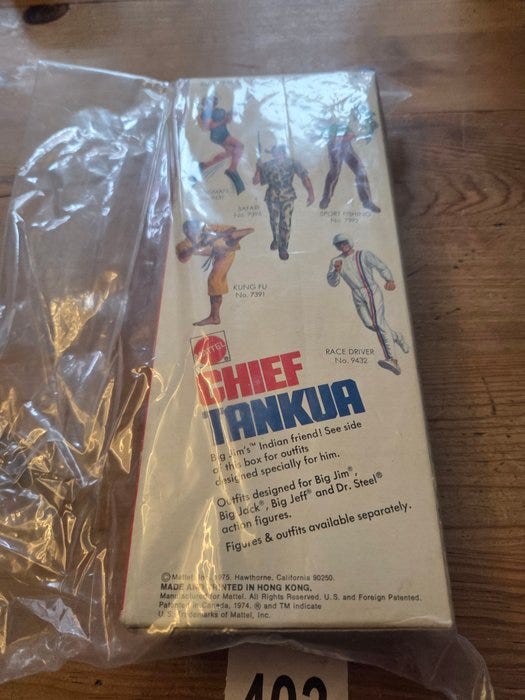 SAFARI
SPORT FISHING
KUNG FU
No. 7391
RACE DRIVER
No. 9432
MATTEL
CHIEF
TANKUA
Big Jim's™ Indian friend! See side
of this box for outfits
designed specially for him.
Outfits designed for Big Jim®,
Big Jack®, Big Jeff® and Dr. Steel®
action figures.
Figures & outfits available separately.
© Mattel, Inc. 1975. Hawthorne, California 90250.
MADE AND PRINTED IN HONG KONG.
Manufactured for Mattel. All Rights Reserved. U.S. and Foreign Patented.
Patented in Canada, 1974. ® and TM indicate
U.S. Trademarks of Mattel, Inc.